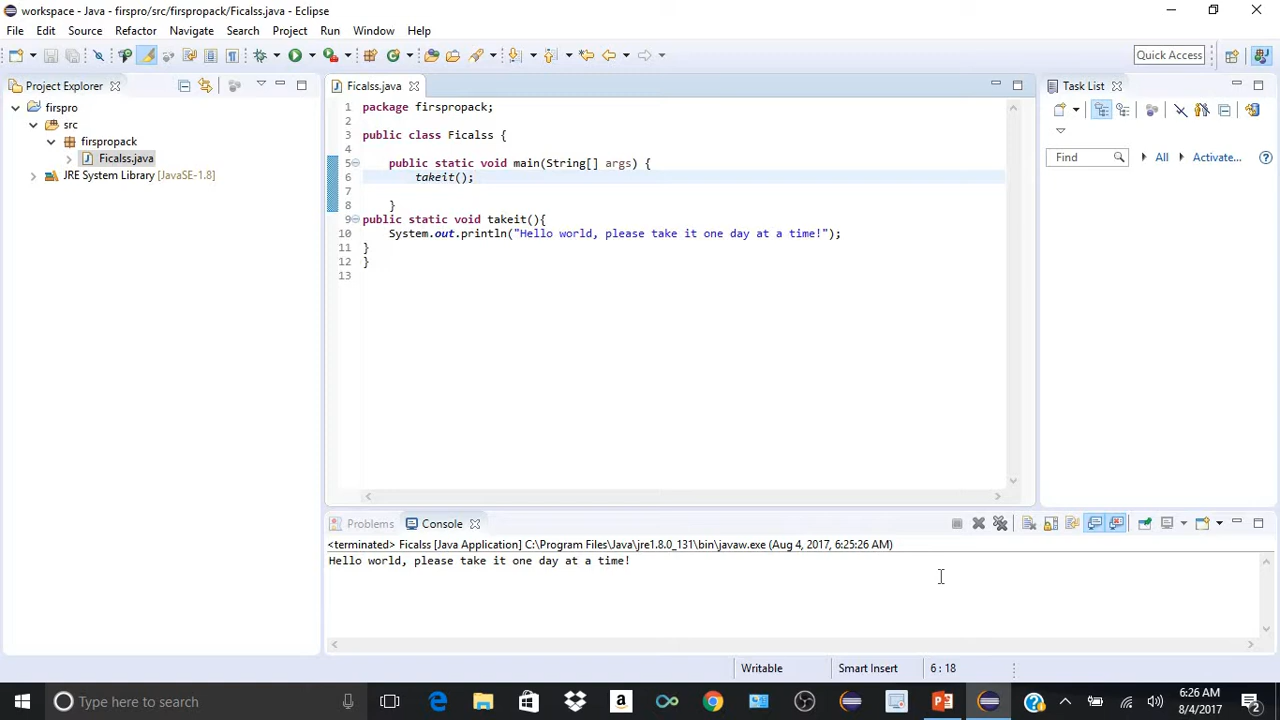 workspace - Java - firspro/src/firspropack/Ficalss.java - Eclipse
File Edit Source Refactor Navigate Search Project Run Window Help
Quick Access
Project Explorer
firspro
src
firspropack
Ficalss.java
JRE System Library [JavaSE-1.8]
Ficalss.java
1 package firspropack;
2
3 public class Ficalss {
4
5 public static void main(String[] args) {
6 takeit();
7
8 }
9 public static void takeit(){
10 System.out.println("Hello world, please take it one day at a time!");
11 }
12 }
13
Task List
Find All Activate...
Problems Console
<terminated> Ficalss [Java Application] C:\Program Files\Java\jre1.8.0_131\bin\javaw.exe (Aug 4, 2017, 6:25:26 AM)
Hello world, please take it one day at a time!
Writable Smart Insert 6 : 18
Type here to search
6:26 AM
8/4/2017
2